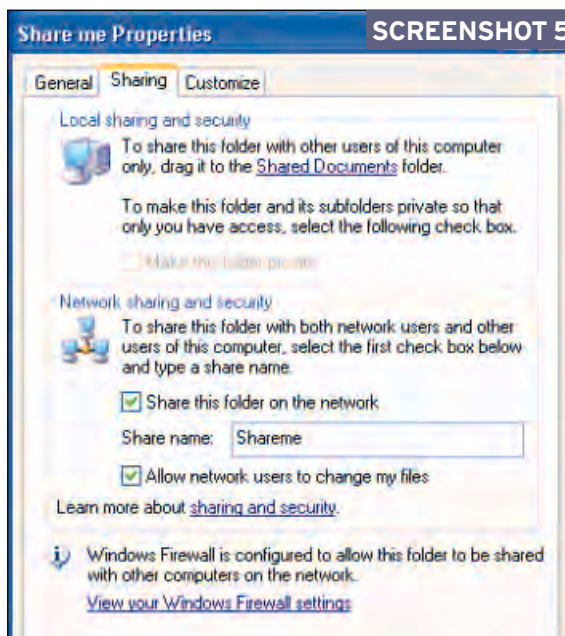 Share me Properties
SCREENSHOT 5
General Sharing Customize
Local sharing and security
To share this folder with other users of this computer
only, drag it to the Shared Documents folder.
To make this folder and its subfolders private so that
only you have access, select the following check box.
Make this folder private
Network sharing and security
To share this folder with both network users and other
users of this computer, select the first check box below
and type a share name.
Share this folder on the network
Share name: Shareme
Allow network users to change my files
Learn more about sharing and security.
Windows Firewall is configured to allow this folder to be shared
with other computers on the network.
View your Windows Firewall settings